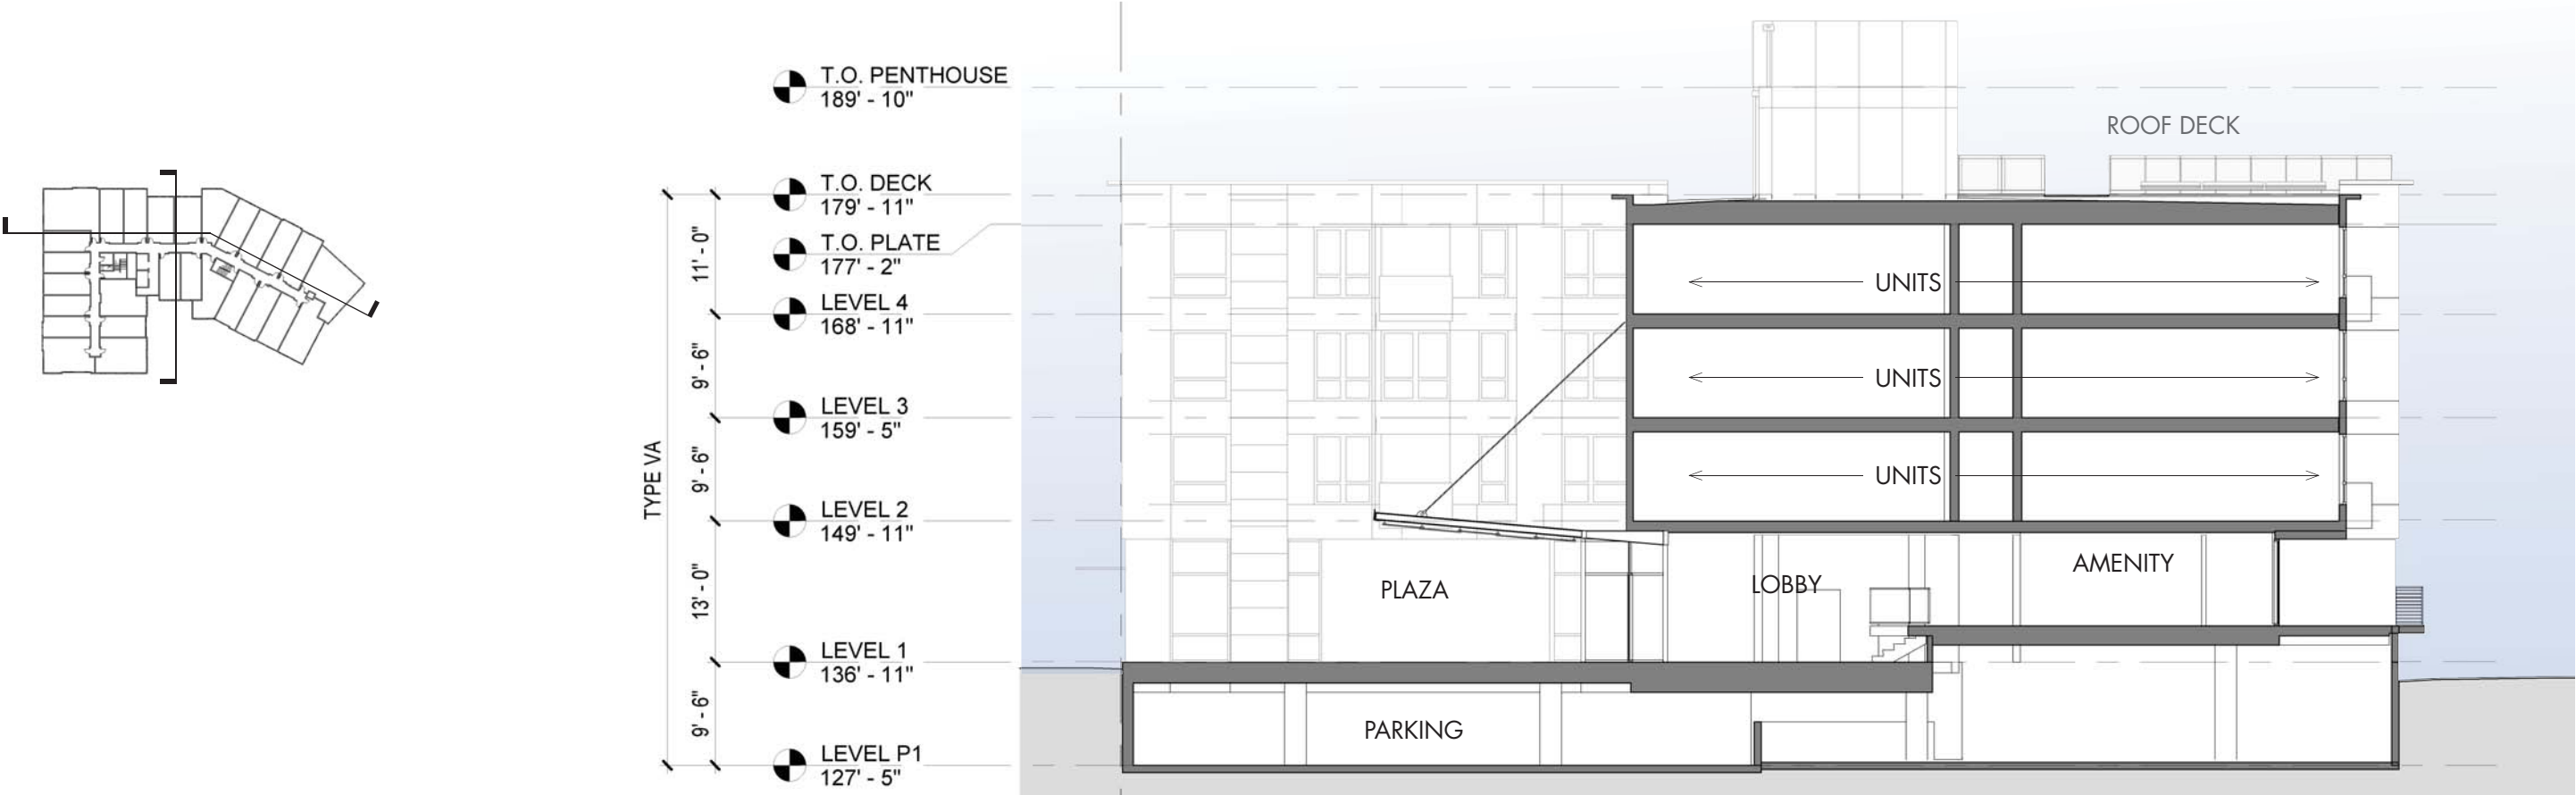 T.O. PENTHOUSE
189' - 10"
ROOF DECK
T.O. DECK
179' - 11"
T.O. PLATE
177' - 2"
11' - 0"
UNITS
LEVEL 4
168' - 11"
9' - 6"
UNITS
LEVEL 3
159' - 5"
TYPE VA
9' - 6"
UNITS
LEVEL 2
149' - 11"
AMENITY
13' - 0"
PLAZA
LOBBY
LEVEL 1
136' - 11"
9' - 6"
PARKING
LEVEL P1
127' - 5"